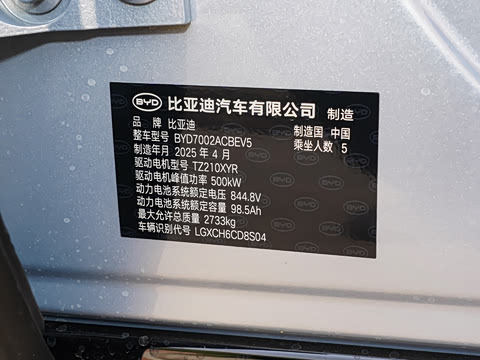 BYD 比亚迪汽车有限公司 制造
品 牌 比亚迪 制造国 中国
整车型号 BYD7002ACBEV5 乘坐人数 5
制造年月 2025 年 4 月
驱动电机型号 TZ210XYR
驱动电机峰值功率 500kW
动力电池系统额定电压 844.8V
动力电池系统额定容量 98.5Ah
最大允许总质量 2733kg
车辆识别代号 LGXCH6CD8S04